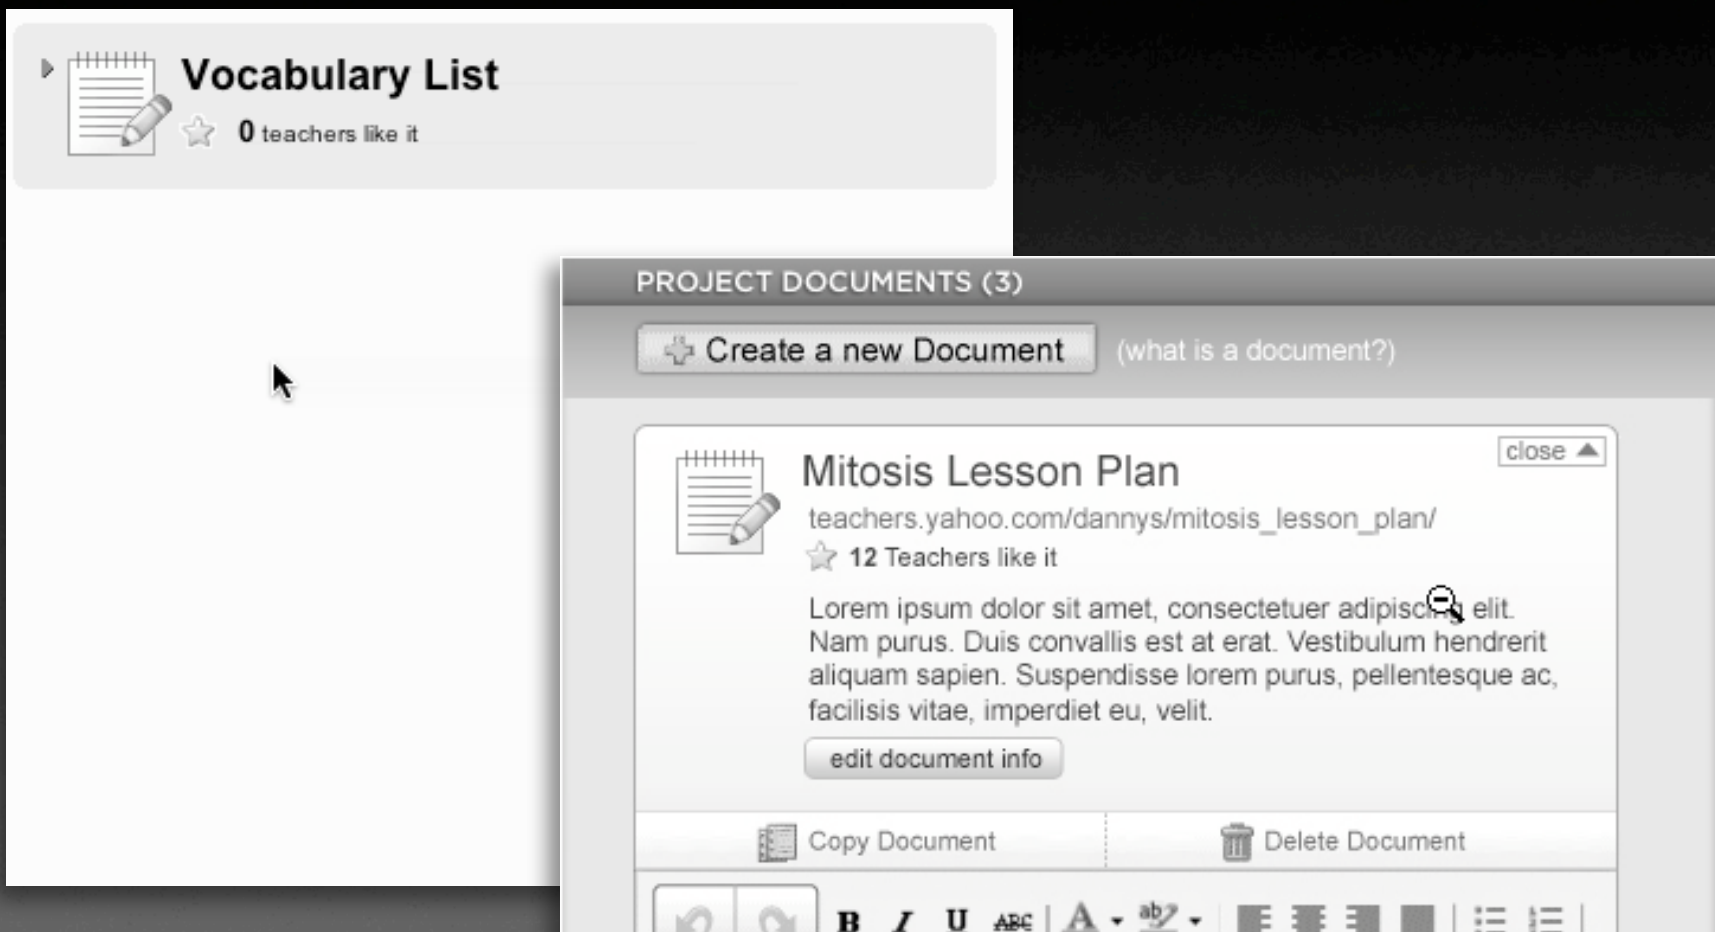 Vocabulary List
0 teachers like it
PROJECT DOCUMENTS (3)
Create a new Document (what is a document?)
close
Mitosis Lesson Plan
teachers.yahoo.com/dannys/mitosis_lesson_plan/
12 Teachers like it
Lorem ipsum dolor sit amet, consectetuer adipiscing elit.
Nam purus. Duis convallis est at erat. Vestibulum hendrerit
aliquam sapien. Suspendisse lorem purus, pellentesque ac,
facilisis vitae, imperdiet eu, velit.
edit document info
Copy Document Delete Document
B I U ABC A ab